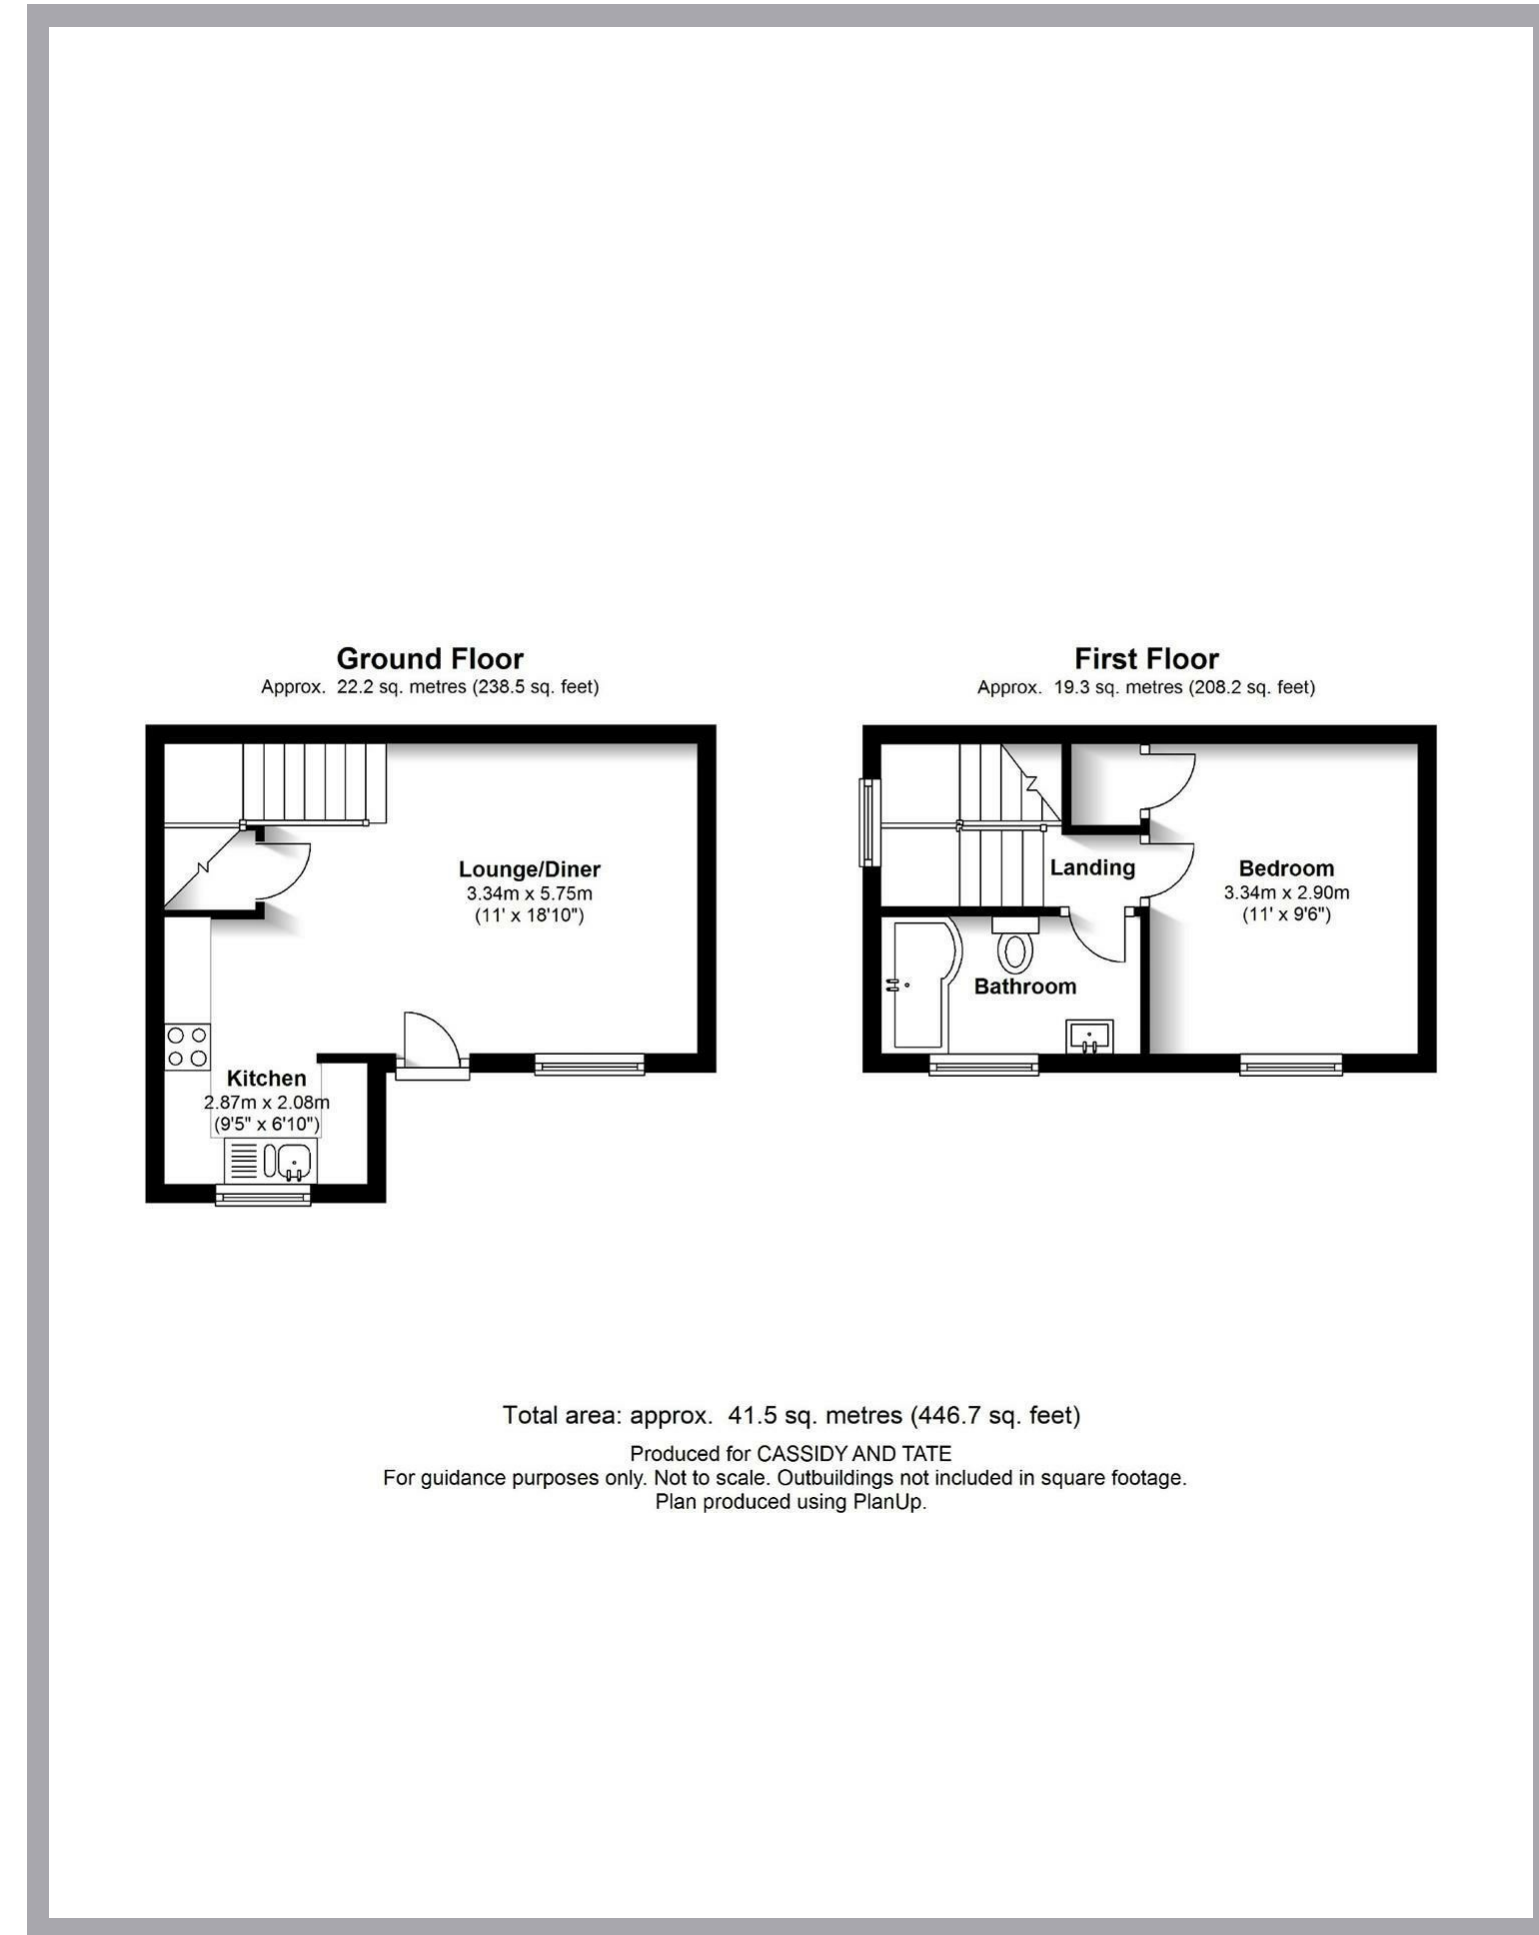 Ground Floor
Approx. 22.2 sq. metres (238.5 sq. feet)
Lounge/Diner
3.34m x 5.75m
(11' x 18'10")
Kitchen
2.87m x 2.08m
(9'5" x 6'10")
First Floor
Approx. 19.3 sq. metres (208.2 sq. feet)
Landing
Bedroom
3.34m x 2.90m
(11' x 9'6")
Bathroom
Total area: approx. 41.5 sq. metres (446.7 sq. feet)
Produced for CASSIDY AND TATE
For guidance purposes only. Not to scale. Outbuildings not included in square footage.
Plan produced using PlanUp.